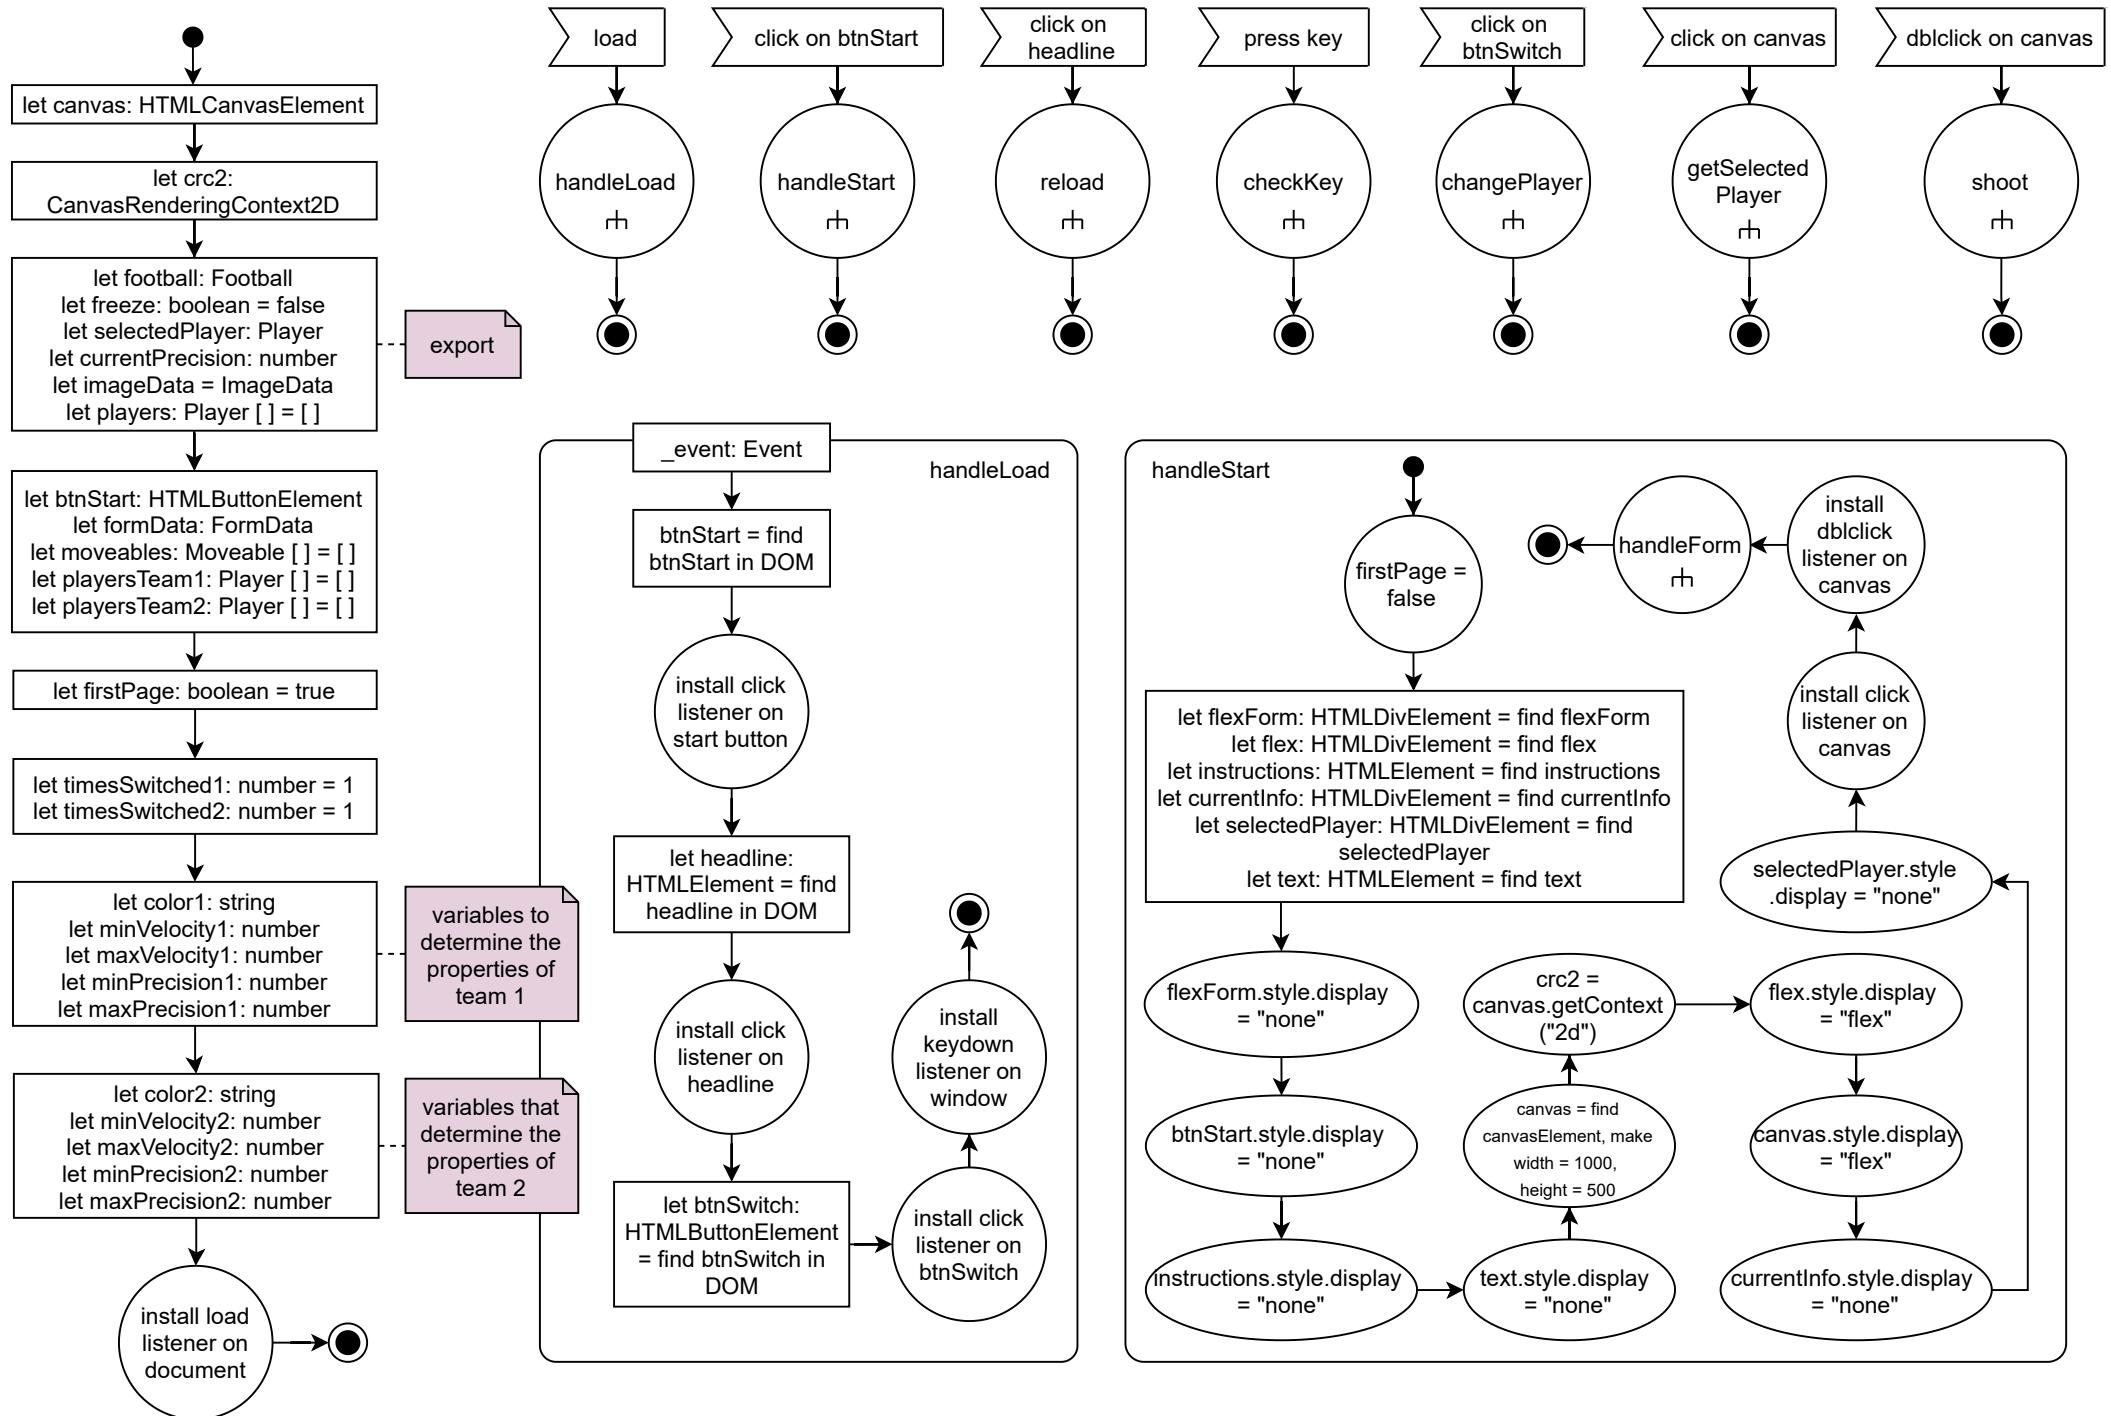 let canvas: HTMLCanvasElement
let crc2:
CanvasRenderingContext2D
let football: Football
let freeze: boolean = false
let selectedPlayer: Player
let currentPrecision: number
let imageData = ImageData
let players: Player [ ] = [ ]
export
let btnStart: HTMLButtonElement
let formData: FormData
let moveables: Moveable [ ] = [ ]
let playersTeam1: Player [ ] = [ ]
let playersTeam2: Player [ ] = [ ]
let firstPage: boolean = true
let timesSwitched1: number = 1
let timesSwitched2: number = 1
let color1: string
let minVelocity1: number
let maxVelocity1: number
let minPrecision1: number
let maxPrecision1: number
variables to
determine the
properties of
team 1
let color2: string
let minVelocity2: number
let maxVelocity2: number
let minPrecision2: number
let maxPrecision2: number
variables that
determine the
properties of
team 2
install load
listener on
document
load
handleLoad
click on btnStart
handleStart
click on
headline
reload
press key
checkKey
click on
btnSwitch
changePlayer
click on canvas
getSelected
Player
dblclick on canvas
shoot
_event: Event
handleLoad
btnStart = find
btnStart in DOM
install click
listener on
start button
let headline:
HTMLElement = find
headline in DOM
install click
listener on
headline
let btnSwitch:
HTMLButtonElement
= find btnSwitch in
DOM
install click
listener on
btnSwitch
install
keydown
listener on
window
handleStart
firstPage =
false
let flexForm: HTMLDivElement = find flexForm
let flex: HTMLDivElement = find flex
let instructions: HTMLElement = find instructions
let currentInfo: HTMLDivElement = find currentInfo
let selectedPlayer: HTMLDivElement = find
selectedPlayer
let text: HTMLElement = find text
flexForm.style.display
= "none"
btnStart.style.display
= "none"
instructions.style.display
= "none"
text.style.display
= "none"
canvas = find
canvasElement, make
width = 1000,
height = 500
crc2 =
canvas.getContext
("2d")
flex.style.display
= "flex"
canvas.style.display
= "flex"
currentInfo.style.display
= "none"
selectedPlayer.style
.display = "none"
install click
listener on
canvas
install
dblclick
listener on
canvas
handleForm